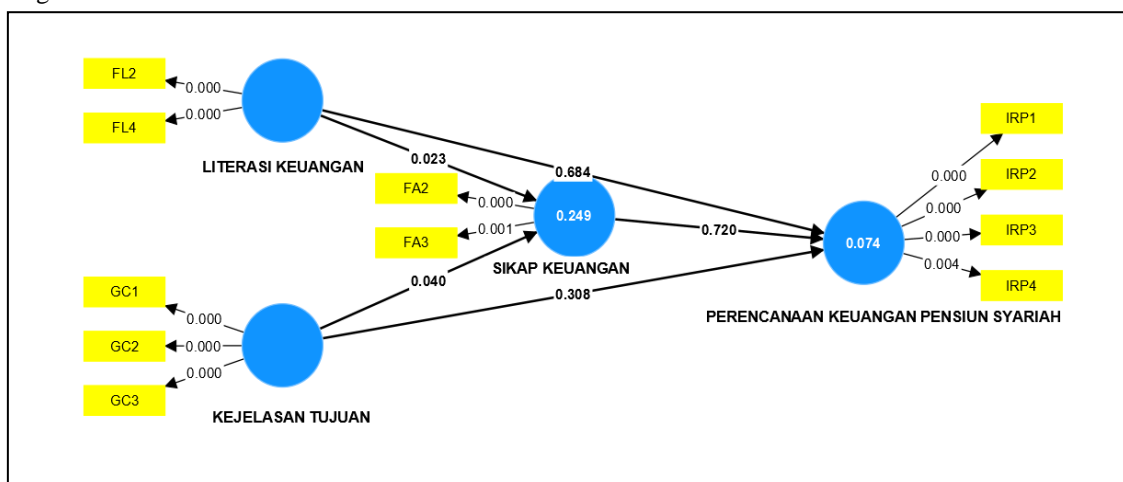 FL2
0.000
FL4
0.000
LITERASI KEUANGAN
0.023
0.684
FA2
0.000
FA3
0.001
0.249
SIKAP KEUANGAN
0.720
0.040
0.308
GC1
0.000
GC2
0.000
GC3
0.000
KEJELASAN TUJUAN
0.074
PERENCANAAN KEUANGAN PENSIUN SYARIAH
IRP1
0.000
IRP2
0.000
IRP3
0.000
IRP4
0.004